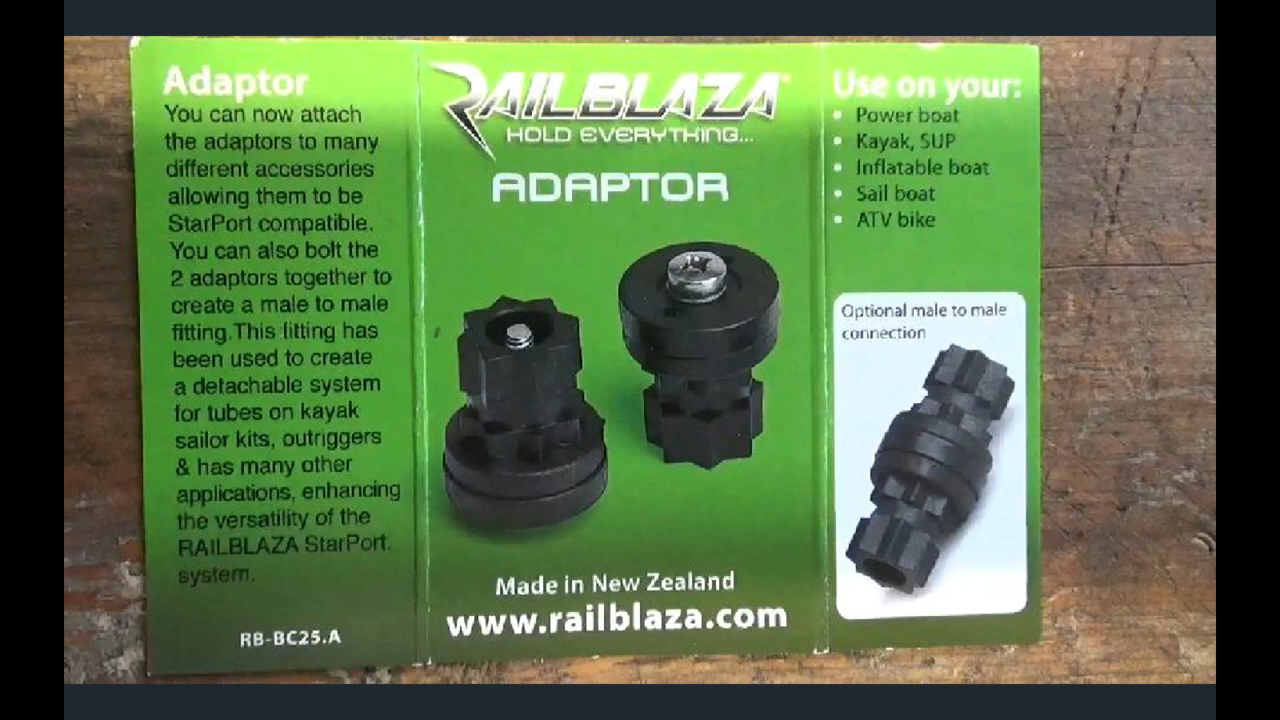 Adaptor
You can now attach
the adaptors to many
different accessories
allowing them to be
StarPort compatible.
You can also bolt the
2 adaptors together to
create a male to male
fitting.This fitting has
been used to create
a detachable system
for tubes on kayak
sailor kits, outriggers
& has many other
applications, enhancing
the versatility of the
RAILBLAZA StarPort.
system.
RB-BC25.A
RAILBLAZA™
HOLD EVERYTHING...
ADAPTOR
Made in New Zealand
www.railblaza.com
Use on your:
• Power boat
• Kayak, SUP
• Inflatable boat
• Sail boat
• ATV bike
Optional male to male
connection